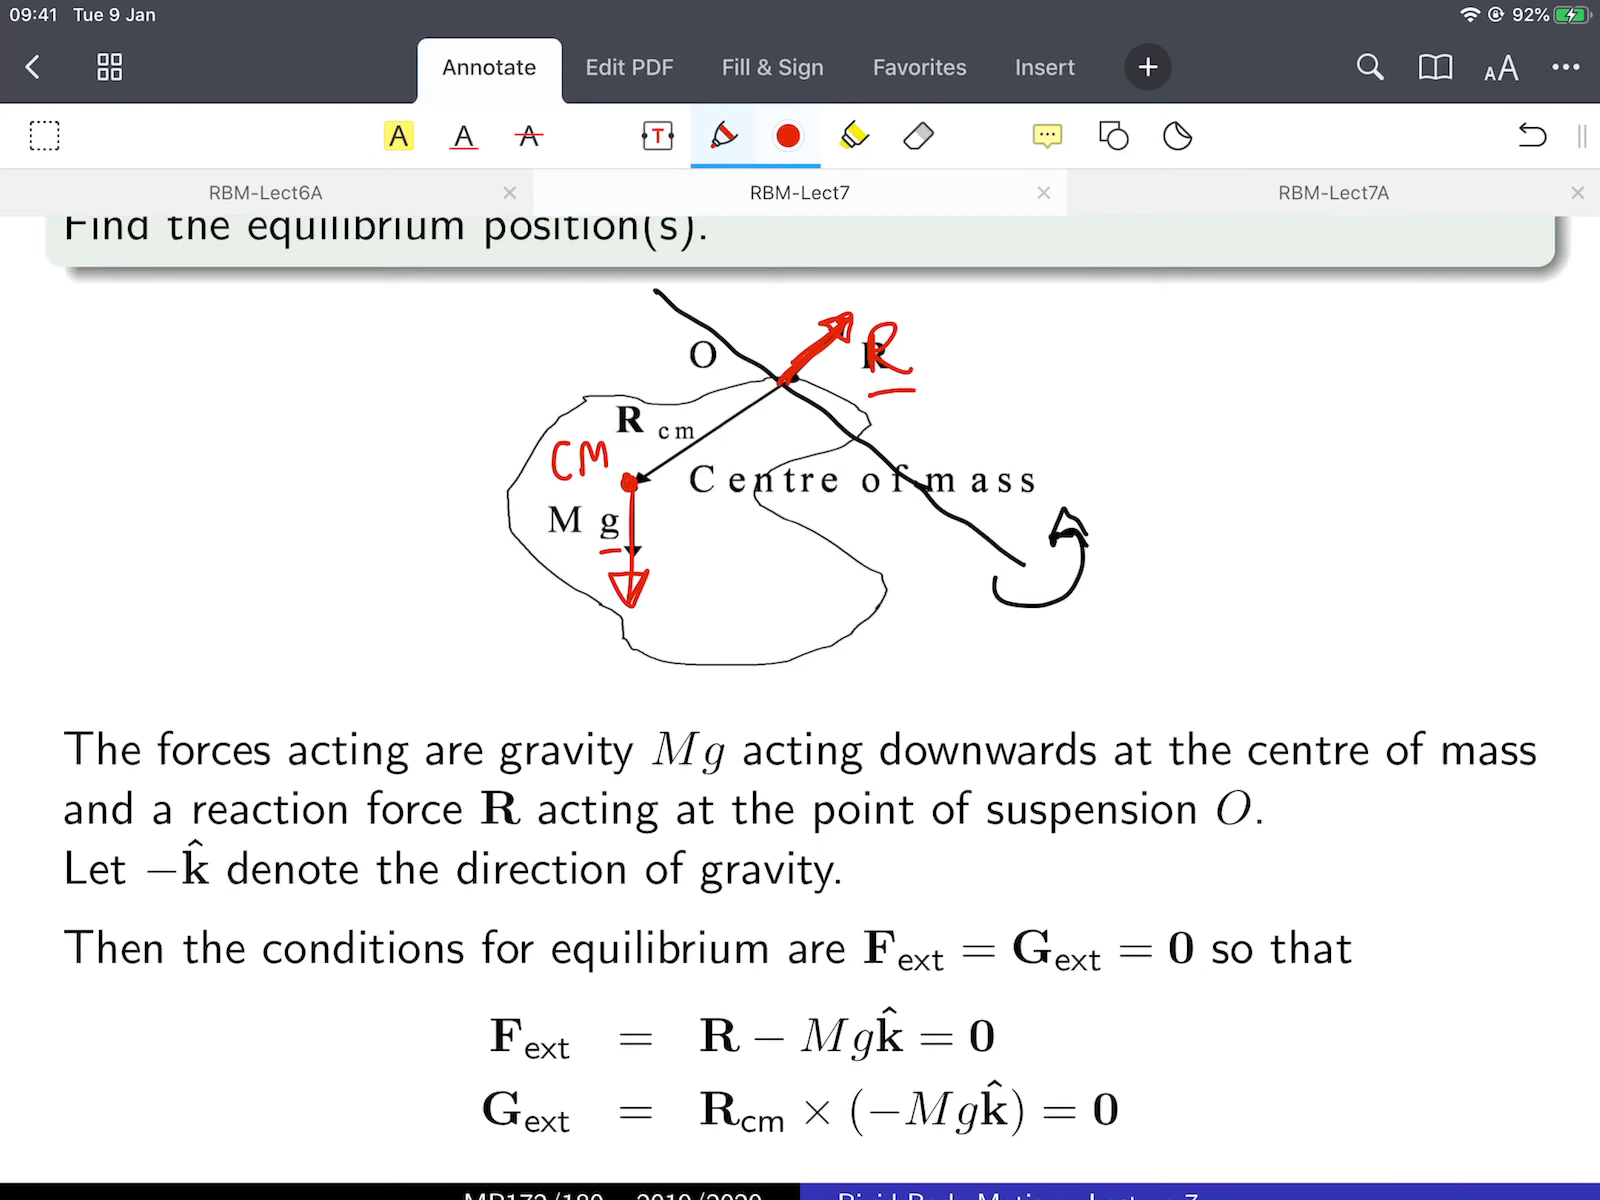 09:41 Tue 9 Jan 92%
Annotate Edit PDF Fill & Sign Favorites Insert + AA
A A A T
RBM-Lect6A RBM-Lect7 RBM-Lect7A
Find the equilibrium position(s).
O R
R cm
CM
Centre of mass
M g
The forces acting are gravity Mg acting downwards at the centre of mass
and a reaction force R acting at the point of suspension O.
Let −k̂ denote the direction of gravity.
Then the conditions for equilibrium are F_ext = G_ext = 0 so that
F_ext = R − Mgk̂ = 0
G_ext = R_cm × (−Mgk̂) = 0